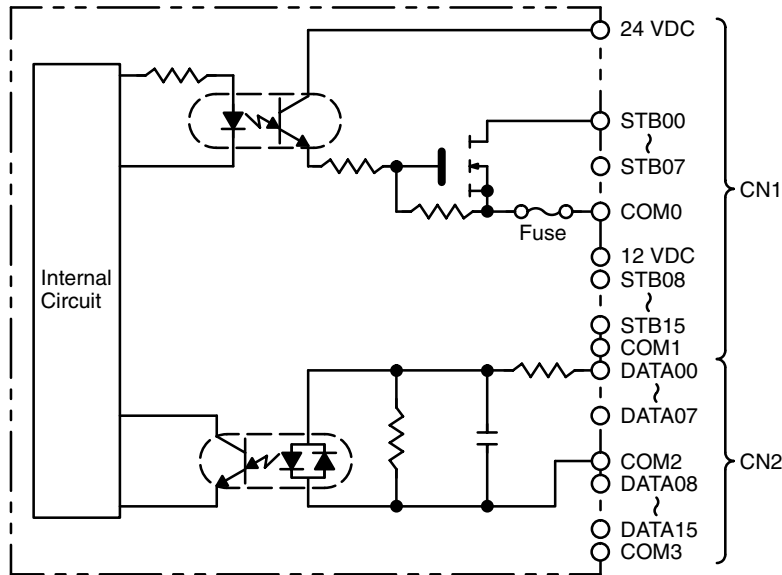 24 VDC
STB00
~
STB07
CN1
COM0
Fuse
12 VDC
STB08
~
STB15
COM1
Internal
Circuit
DATA00
~
DATA07
COM2
CN2
DATA08
~
DATA15
COM3